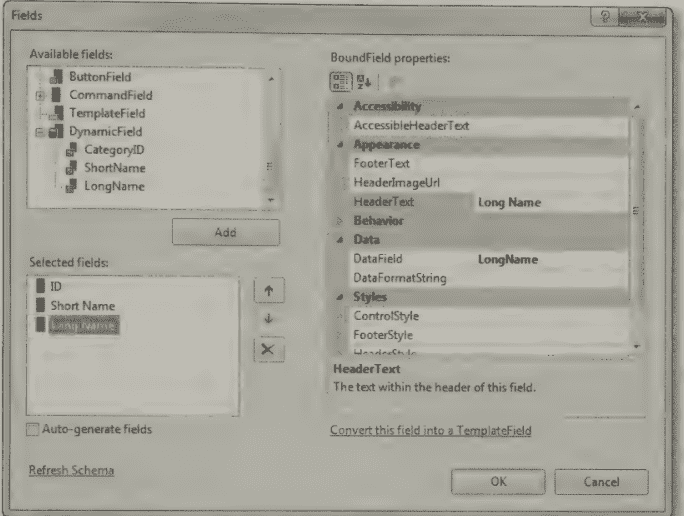 Fields
Available fields:
ButtonField
CommandField
TemplateField
DynamicField
CategoryID
ShortName
LongName
Add
Selected fields:
ID
Short Name
Long Name
Auto-generate fields
Refresh Schema
BoundField properties:
Accessibility
AccessibleHeaderText
Appearance
FooterText
HeaderImageUrl
HeaderText Long Name
Behavior
Data
DataField LongName
DataFormatString
Styles
ControlStyle
FooterStyle
HeaderStyle
HeaderText
The text within the header of this field.
Convert this field into a TemplateField
OK Cancel